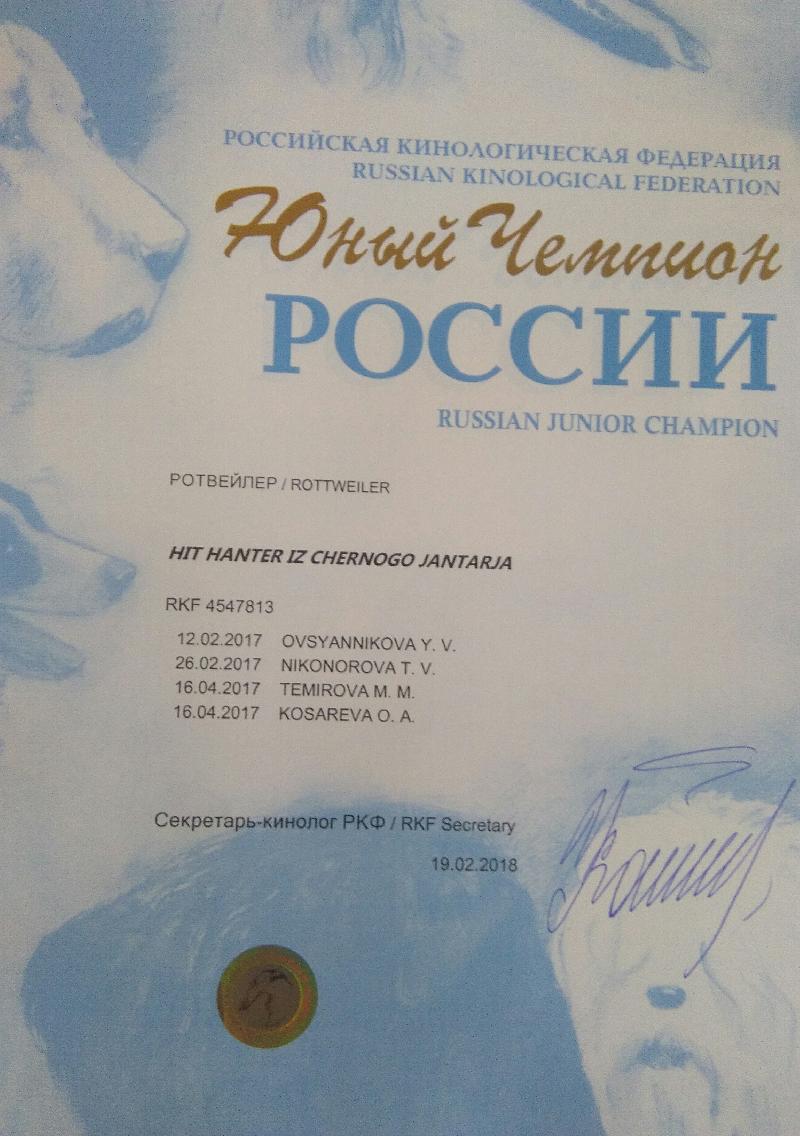 РОССИЙСКАЯ КИНОЛОГИЧЕСКАЯ ФЕДЕРАЦИЯ
RUSSIAN KINOLOGICAL FEDERATION
Юный Чемпион
РОССИИ
RUSSIAN JUNIOR CHAMPION
РОТВЕЙЛЕР / ROTTWEILER
HIT HANTER IZ CHERNOGO JANTARJA
RKF 4547813
12.02.2017 OVSYANNIKOVA Y. V.
26.02.2017 NIKONOROVA T. V.
16.04.2017 TEMIROVA M. M.
16.04.2017 KOSAREVA O. A.
Секретарь-кинолог РКФ / RKF Secretary
19.02.2018